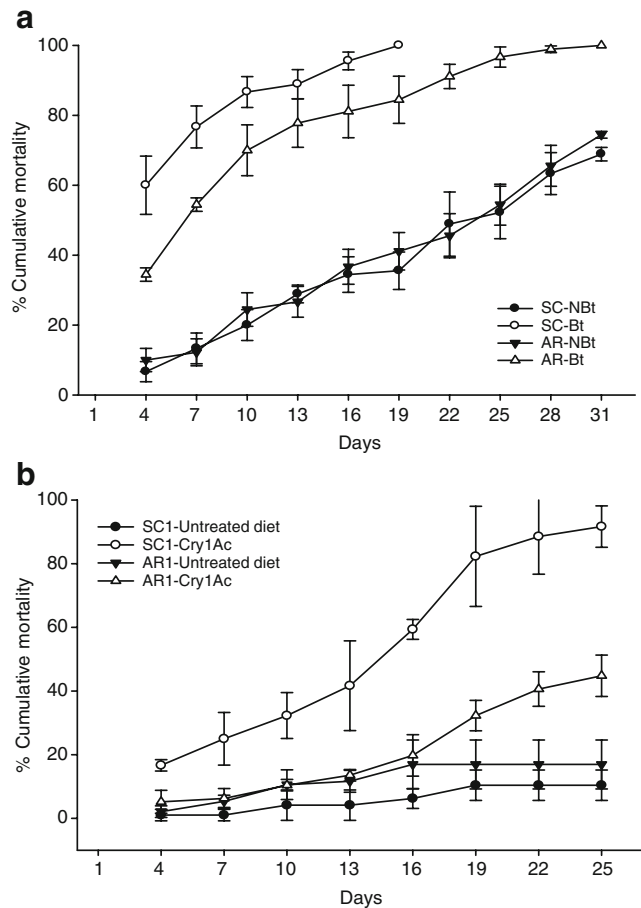 a
% Cumulative mortality
100
80
60
40
20
0
SC-NBt
SC-Bt
AR-NBt
AR-Bt
1 4 7 10 13 16 19 22 25 28 31
Days
b
% Cumulative mortality
100
80
60
40
20
0
SC1-Untreated diet
SC1-Cry1Ac
AR1-Untreated diet
AR1-Cry1Ac
1 4 7 10 13 16 19 22 25
Days